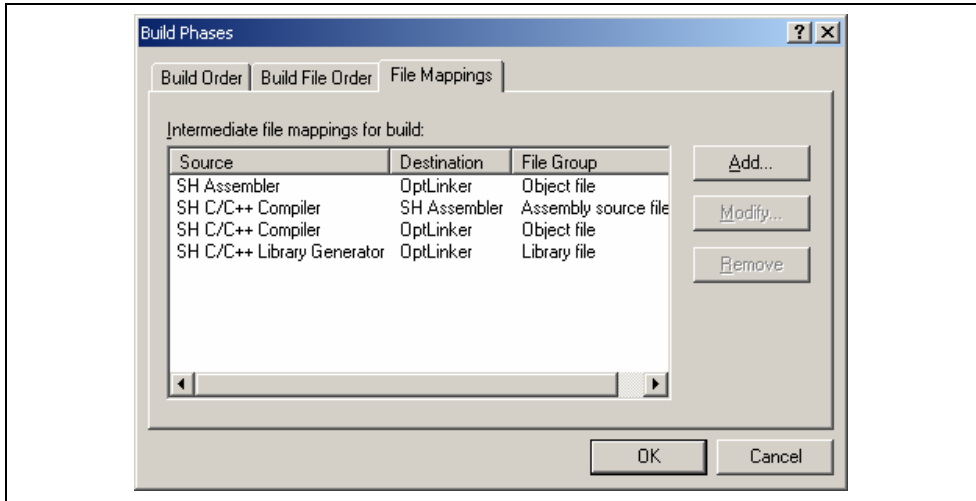 Build Phases
Build Order Build File Order File Mappings
Intermediate file mappings for build:
Source Destination File Group
SH Assembler OptLinker Object file
SH C/C++ Compiler SH Assembler Assembly source file
SH C/C++ Compiler OptLinker Object file
SH C/C++ Library Generator OptLinker Library file
Add...
Modify...
Remove
OK Cancel